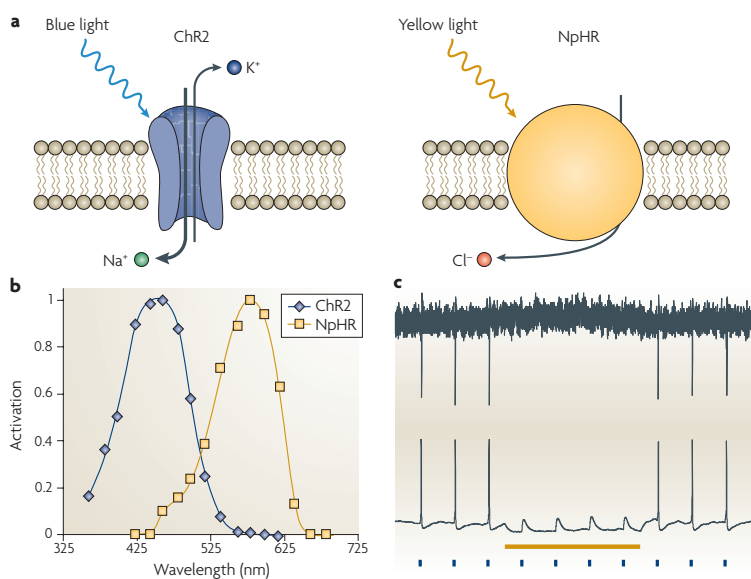 a
Blue light
ChR2
K⁺
Na⁺
Yellow light
NpHR
Cl⁻
b
Activation
1
0.8
0.6
0.4
0.2
0
325
425
525
625
725
Wavelength (nm)
ChR2
NpHR
c